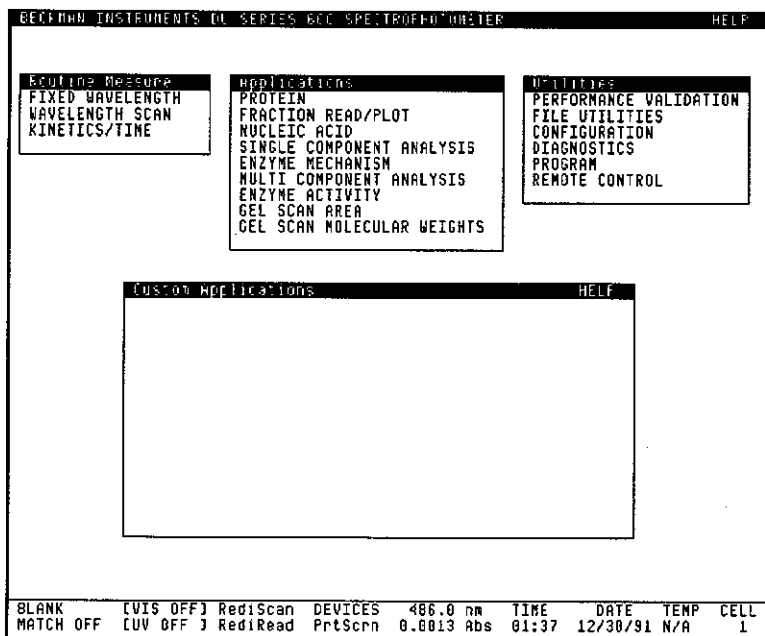 BECKMAN INSTRUMENTS DU SERIES 600 SPECTROPHOTOMETER HELP
Routine Measure
FIXED WAVELENGTH
WAVELENGTH SCAN
KINETICS/TIME
Applications
PROTEIN
FRACTION READ/PLOT
NUCLEIC ACID
SINGLE COMPONENT ANALYSIS
ENZYME MECHANISM
MULTI COMPONENT ANALYSIS
ENZYME ACTIVITY
GEL SCAN AREA
GEL SCAN MOLECULAR WEIGHTS
Utilities
PERFORMANCE VALIDATION
FILE UTILITIES
CONFIGURATION
DIAGNOSTICS
PROGRAM
REMOTE CONTROL
Custom Applications HELP
BLANK [VIS OFF] RediScan DEVICES 486.0 nm TIME DATE TEMP CELL
MATCH OFF [UV OFF ] RediRead PrtScrn 0.0013 Abs 01:37 12/30/91 N/A 1